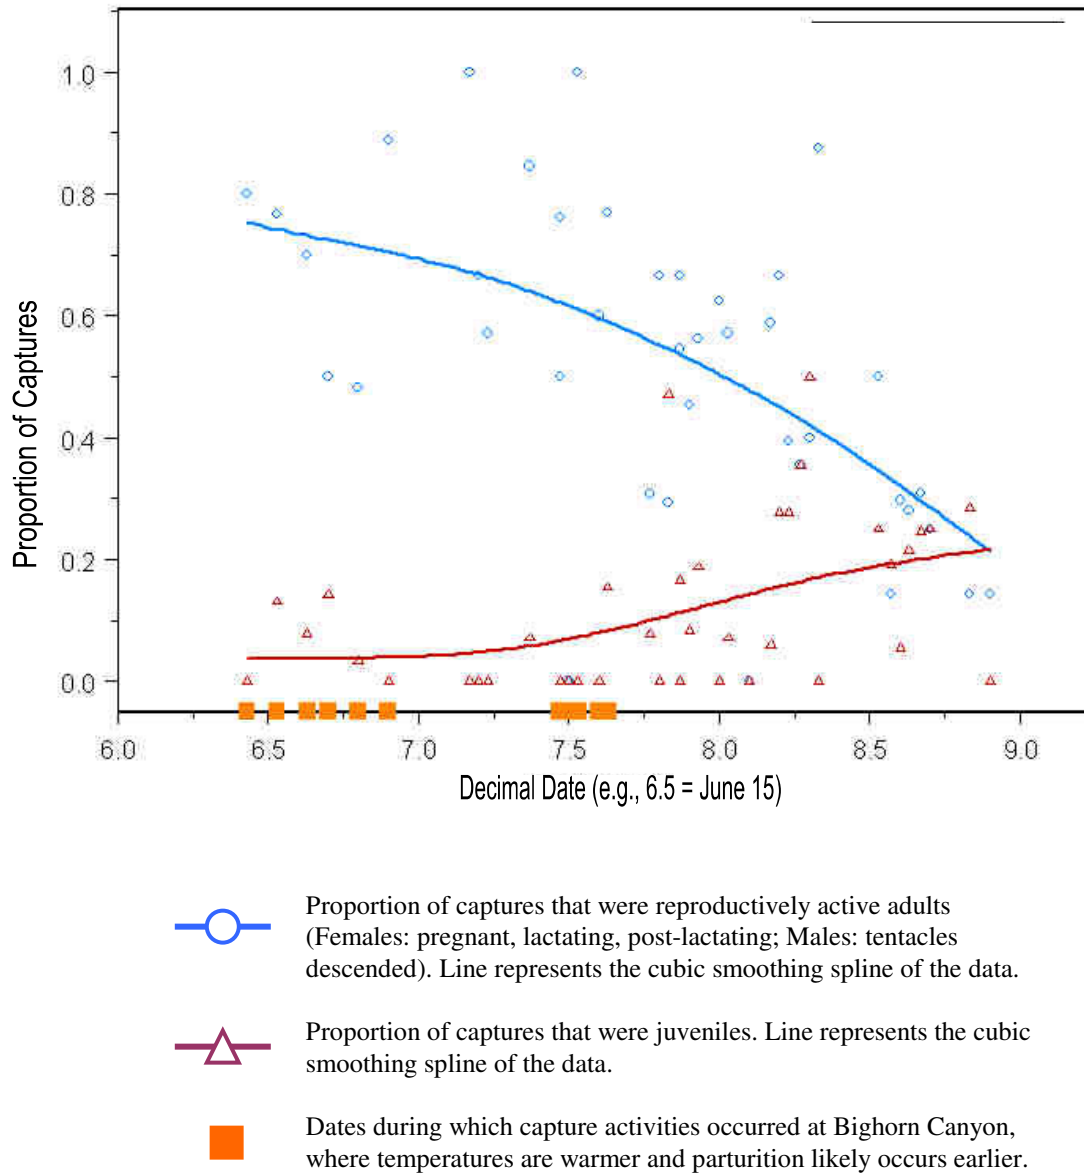 1.0
0.8
0.6
0.4
0.2
0.0
Proportion of Captures
6.0 6.5 7.0 7.5 8.0 8.5 9.0
Decimal Date (e.g., 6.5 = June 15)
Proportion of captures that were reproductively active adults
(Females: pregnant, lactating, post-lactating; Males: tentacles
descended). Line represents the cubic smoothing spline of the data.
Proportion of captures that were juveniles. Line represents the cubic
smoothing spline of the data.
Dates during which capture activities occurred at Bighorn Canyon,
where temperatures are warmer and parturition likely occurs earlier.